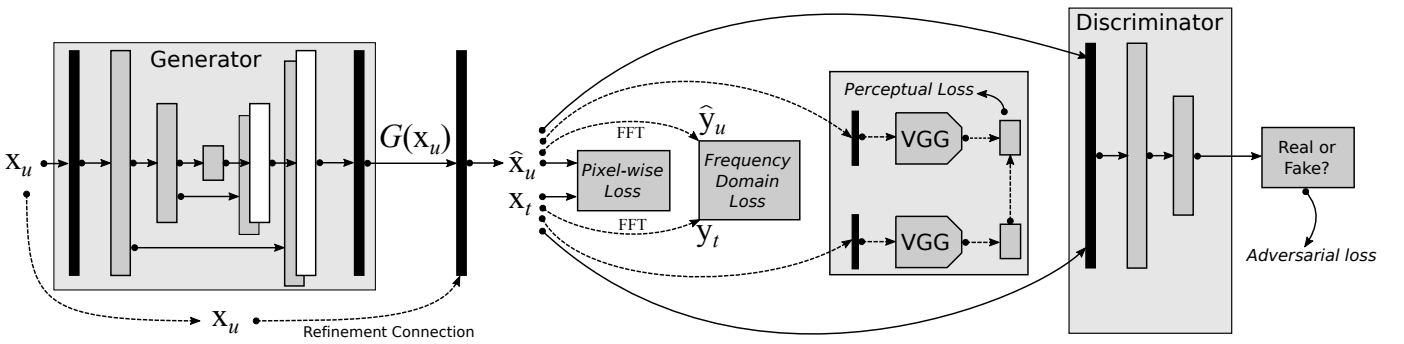 Generator
x_u
G(x_u)
x_u
Refinement Connection
x̂_u
x_t
FFT
FFT
Pixel-wise
Loss
ŷ_u
Frequency
Domain
Loss
y_t
Perceptual Loss
VGG
VGG
Discriminator
Real or
Fake?
Adversarial loss